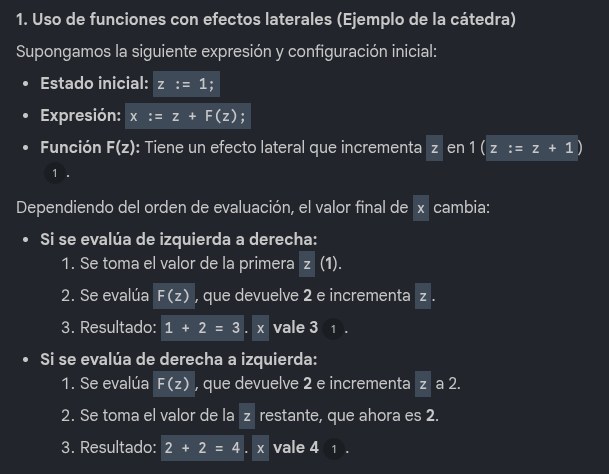 1. Uso de funciones con efectos laterales (Ejemplo de la cátedra)
Supongamos la siguiente expresión y configuración inicial:
• Estado inicial: z := 1;
• Expresión: x := z + F(z);
• Función F(z): Tiene un efecto lateral que incrementa z en 1 ( z := z + 1 )
1 .
Dependiendo del orden de evaluación, el valor final de x cambia:
• Si se evalúa de izquierda a derecha:
1. Se toma el valor de la primera z (1).
2. Se evalúa F(z) , que devuelve 2 e incrementa z .
3. Resultado: 1 + 2 = 3 . x vale 3 1 .
• Si se evalúa de derecha a izquierda:
1. Se evalúa F(z) , que devuelve 2 e incrementa z a 2.
2. Se toma el valor de la z restante, que ahora es 2.
3. Resultado: 2 + 2 = 4 . x vale 4 1 .